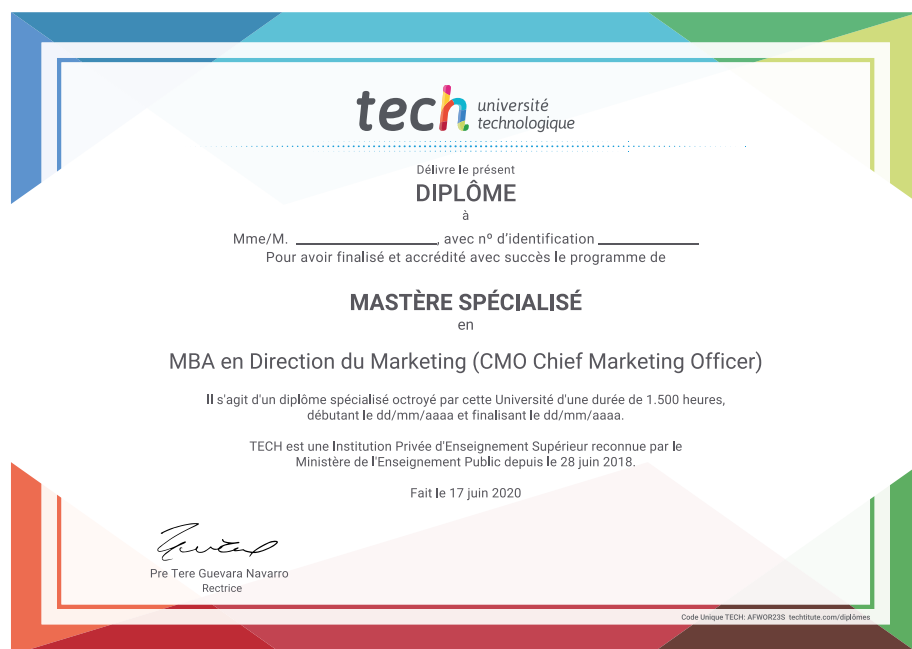 tech université
technologique
Délivre le présent
DIPLÔME
à
Mme/M. ____________________, avec nº d'identification ______________
Pour avoir finalisé et accrédité avec succès le programme de
MASTÈRE SPÉCIALISÉ
en
MBA en Direction du Marketing (CMO Chief Marketing Officer)
Il s'agit d'un diplôme spécialisé octroyé par cette Université d'une durée de 1.500 heures,
débutant le dd/mm/aaaa et finalisant le dd/mm/aaaa.
TECH est une Institution Privée d'Enseignement Supérieur reconnue par le
Ministère de l'Enseignement Public depuis le 28 juin 2018.
Fait le 17 juin 2020
Pre Tere Guevara Navarro
Rectrice
Code Unique TECH: AFWOR23S techtitute.com/diplômes